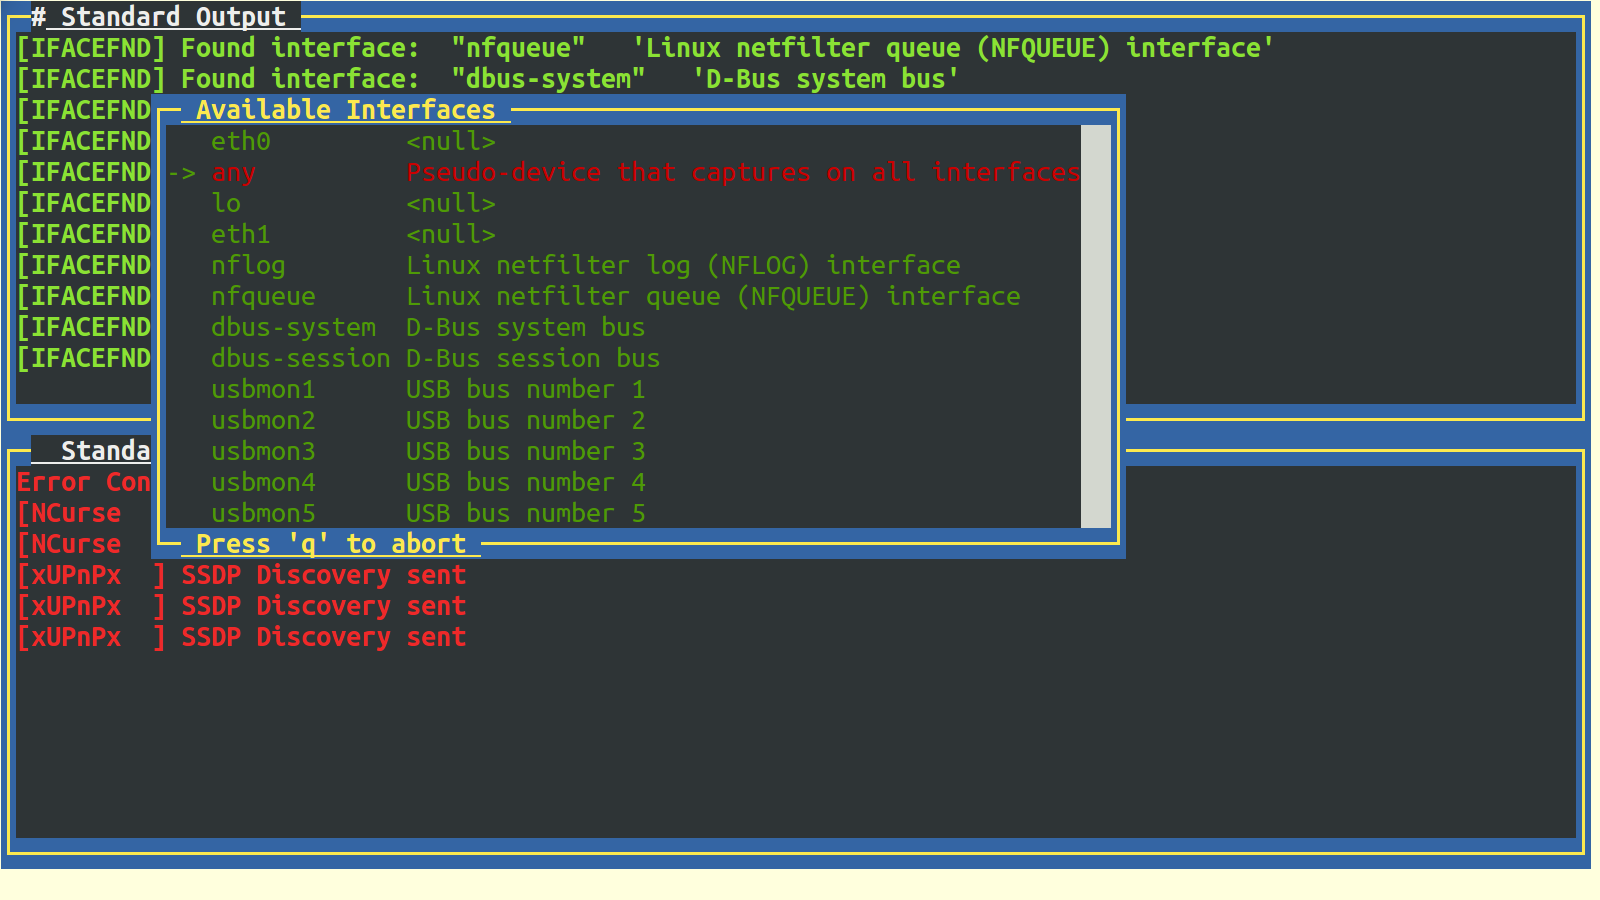 # Standard Output
[IFACEFND] Found interface:  "nfqueue"   'Linux netfilter queue (NFQUEUE) interface'
[IFACEFND] Found interface:  "dbus-system"   'D-Bus system bus'
[IFACEFND Available Interfaces
[IFACEFND eth0 <null>
[IFACEFND -> any Pseudo-device that captures on all interfaces
[IFACEFND lo <null>
[IFACEFND eth1 <null>
[IFACEFND nflog Linux netfilter log (NFLOG) interface
[IFACEFND nfqueue Linux netfilter queue (NFQUEUE) interface
[IFACEFND dbus-system D-Bus system bus
[IFACEFND dbus-session D-Bus session bus
usbmon1 USB bus number 1
usbmon2 USB bus number 2
Standa usbmon3 USB bus number 3
Error Con usbmon4 USB bus number 4
[NCurse usbmon5 USB bus number 5
[NCurse Press 'q' to abort
[xUPnPx  ] SSDP Discovery sent
[xUPnPx  ] SSDP Discovery sent
[xUPnPx  ] SSDP Discovery sent